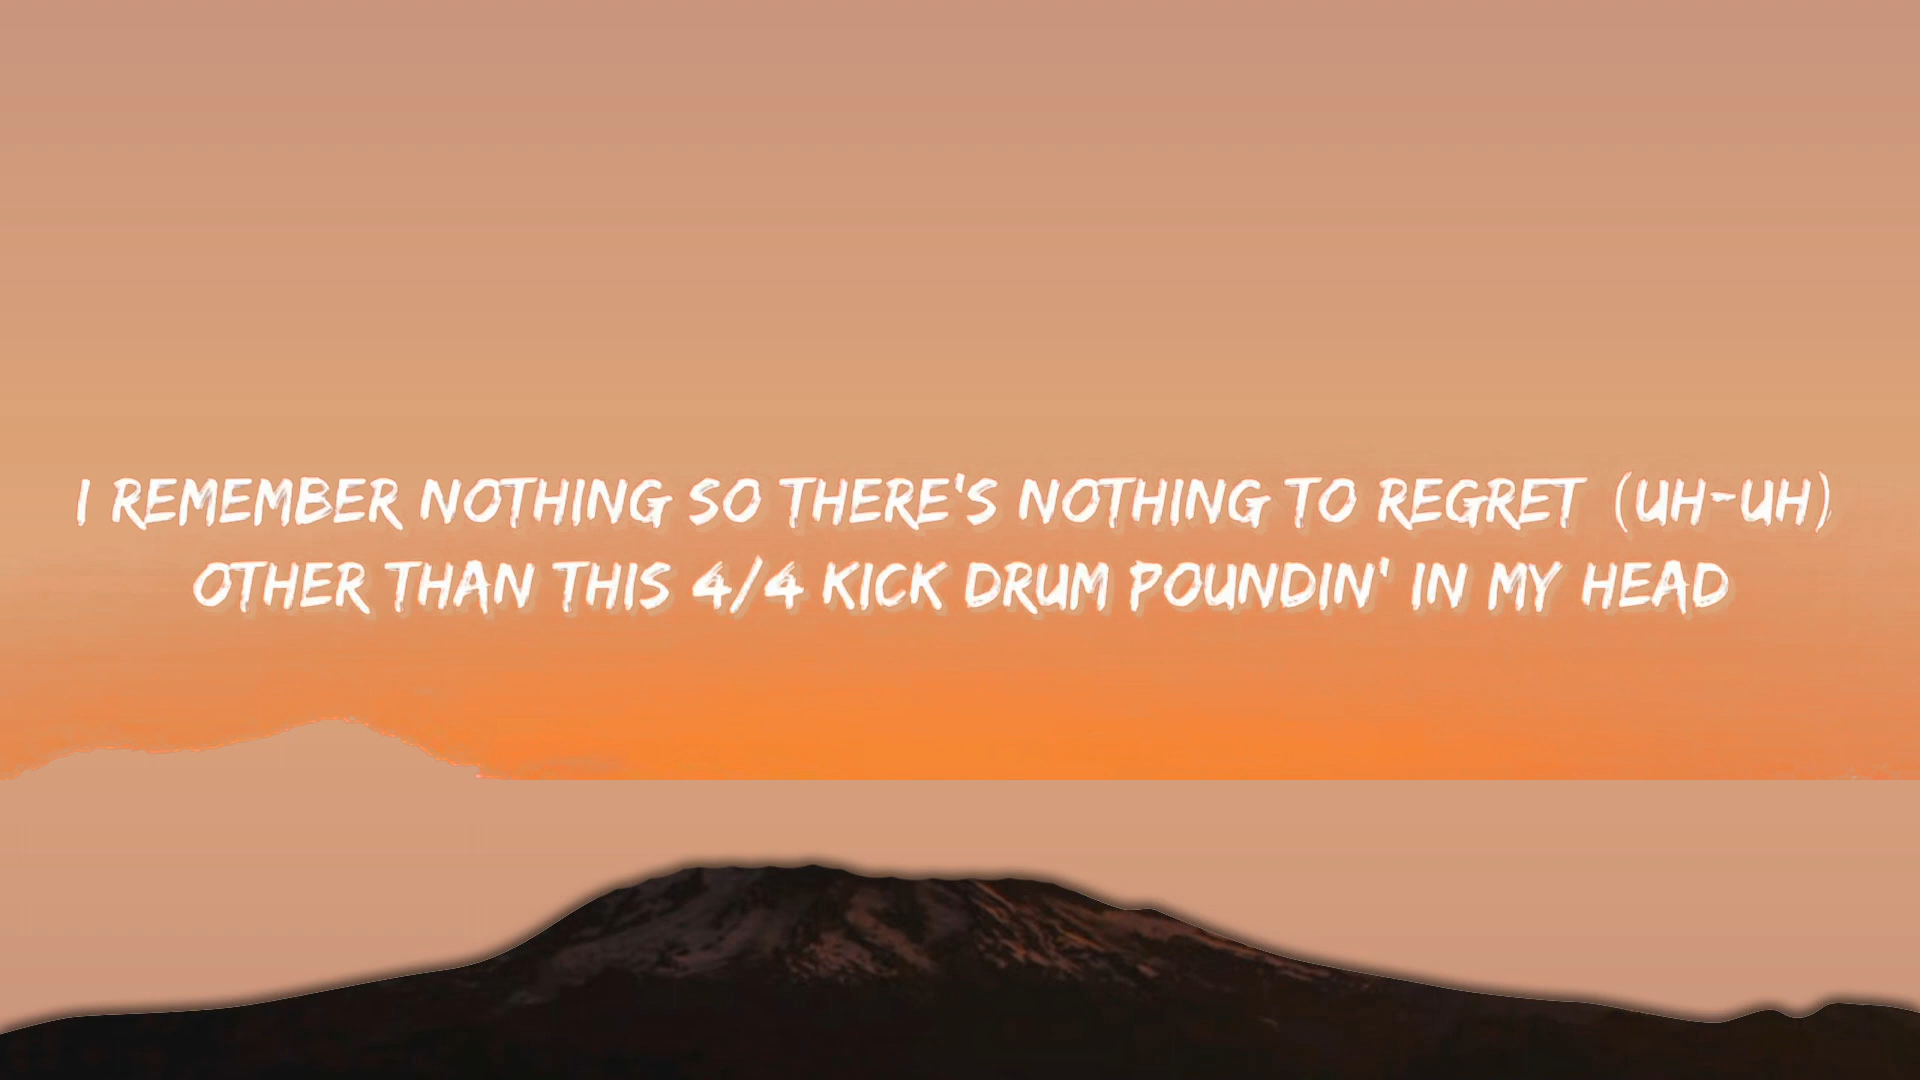 I REMEMBER NOTHING SO THERE'S NOTHING TO REGRET (UH-UH)
OTHER THAN THIS 4/4 KICK DRUM POUNDIN' IN MY HEAD